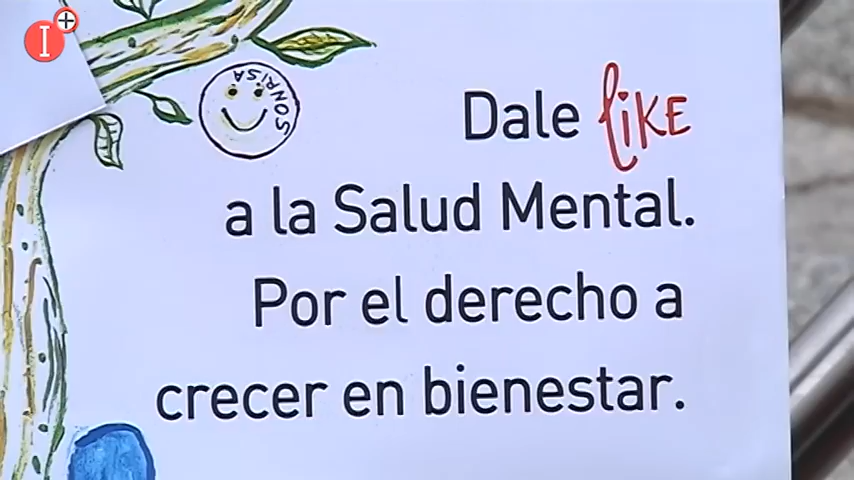 I+
SONRISA
Dale like
a la Salud Mental.
Por el derecho a
crecer en bienestar.